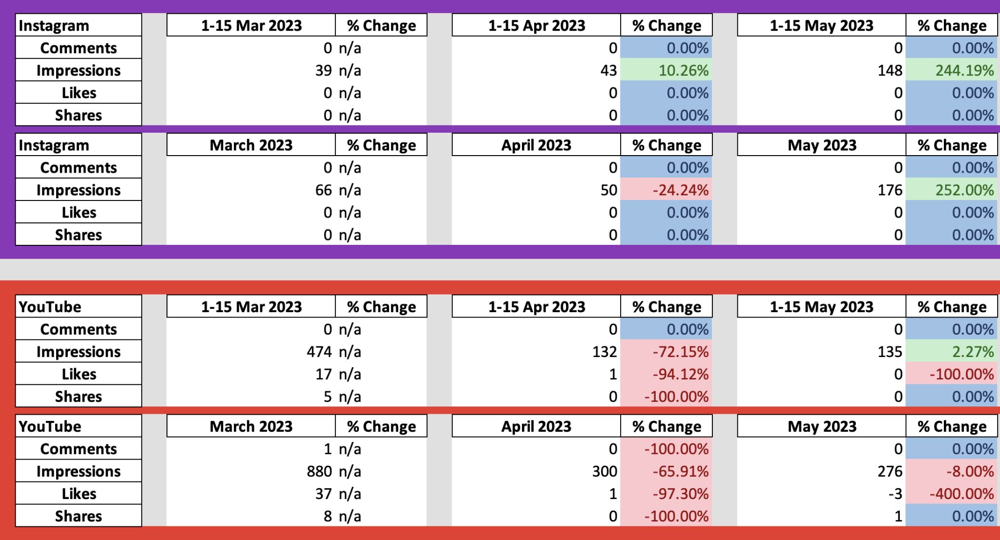 Instagram 1-15 Mar 2023 % Change 1-15 Apr 2023 % Change 1-15 May 2023 % Change
Comments 0 n/a 0 0.00% 0 0.00%
Impressions 39 n/a 43 10.26% 148 244.19%
Likes 0 n/a 0 0.00% 0 0.00%
Shares 0 n/a 0 0.00% 0 0.00%
Instagram March 2023 % Change April 2023 % Change May 2023 % Change
Comments 0 n/a 0 0.00% 0 0.00%
Impressions 66 n/a 50 -24.24% 176 252.00%
Likes 0 n/a 0 0.00% 0 0.00%
Shares 0 n/a 0 0.00% 0 0.00%
YouTube 1-15 Mar 2023 % Change 1-15 Apr 2023 % Change 1-15 May 2023 % Change
Comments 0 n/a 0 0.00% 0 0.00%
Impressions 474 n/a 132 -72.15% 135 2.27%
Likes 17 n/a 1 -94.12% 0 -100.00%
Shares 5 n/a 0 -100.00% 0 0.00%
YouTube March 2023 % Change April 2023 % Change May 2023 % Change
Comments 1 n/a 0 -100.00% 0 0.00%
Impressions 880 n/a 300 -65.91% 276 -8.00%
Likes 37 n/a 1 -97.30% -3 -400.00%
Shares 8 n/a 0 -100.00% 1 0.00%